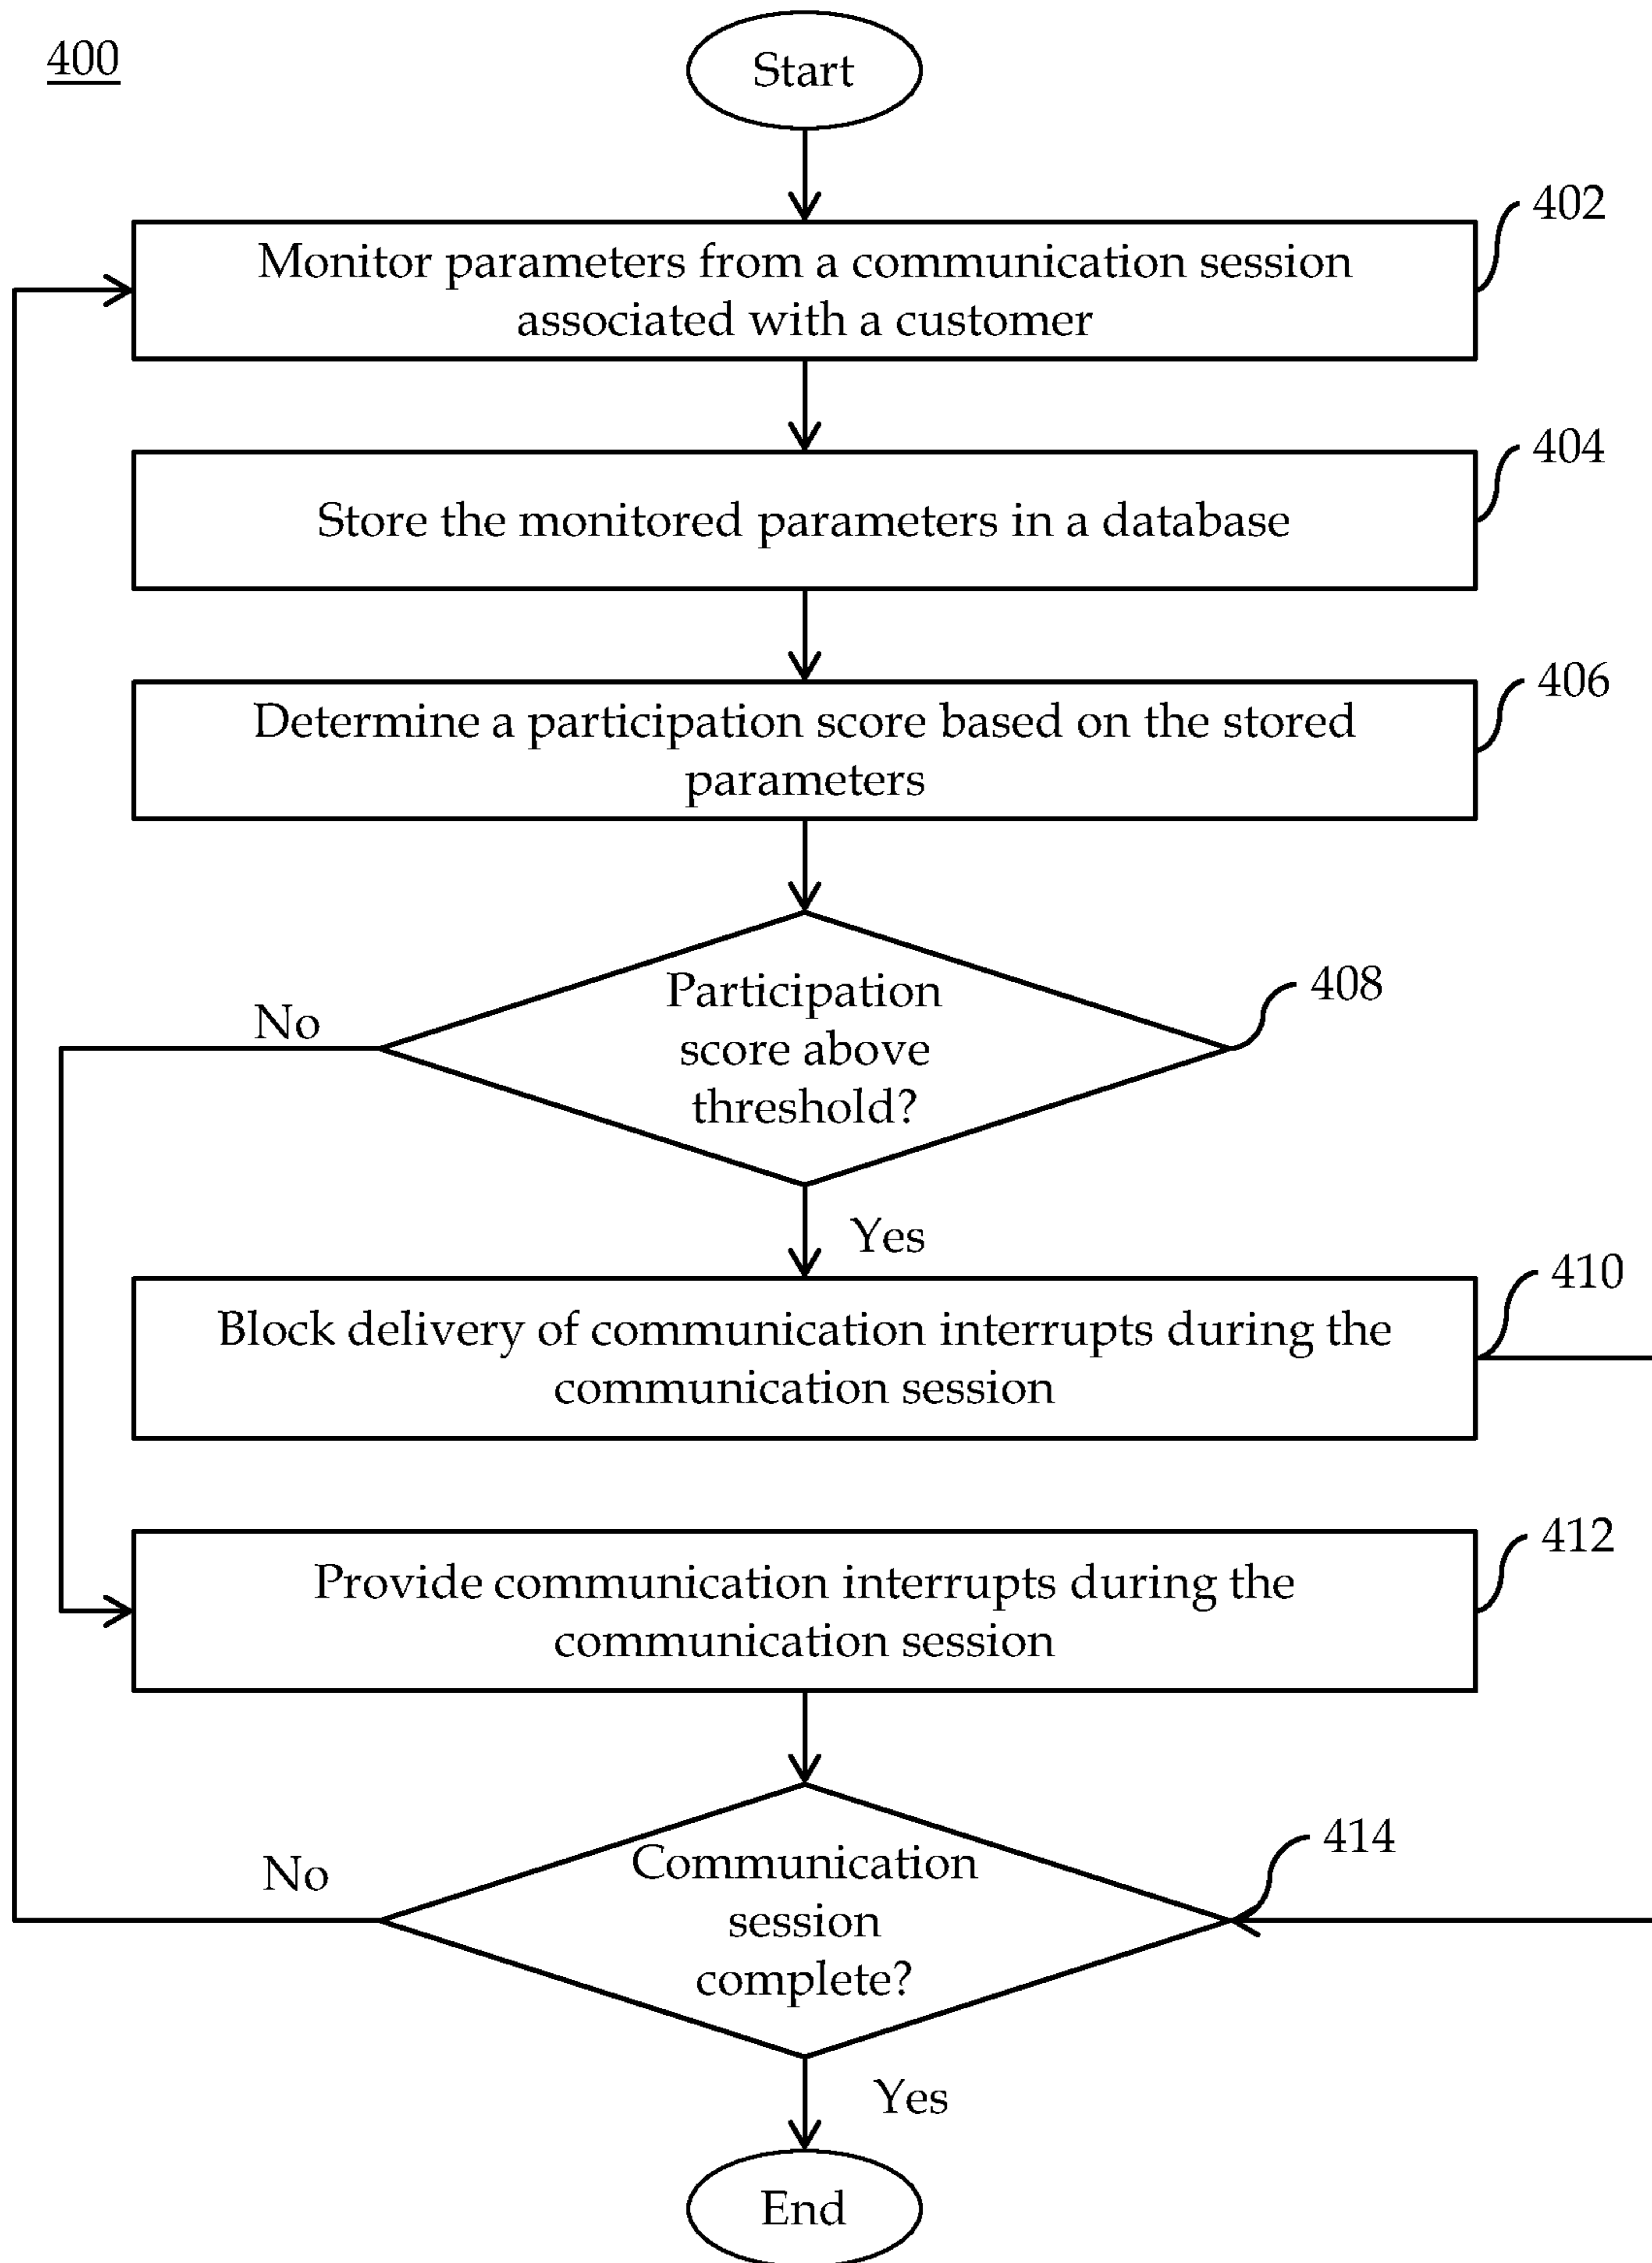 400
Start
402
Monitor parameters from a communication session
associated with a customer
404
Store the monitored parameters in a database
406
Determine a participation score based on the stored
parameters
408
Participation
score above
threshold?
No
Yes
410
Block delivery of communication interrupts during the
communication session
412
Provide communication interrupts during the
communication session
414
Communication
session
complete?
No
Yes
End